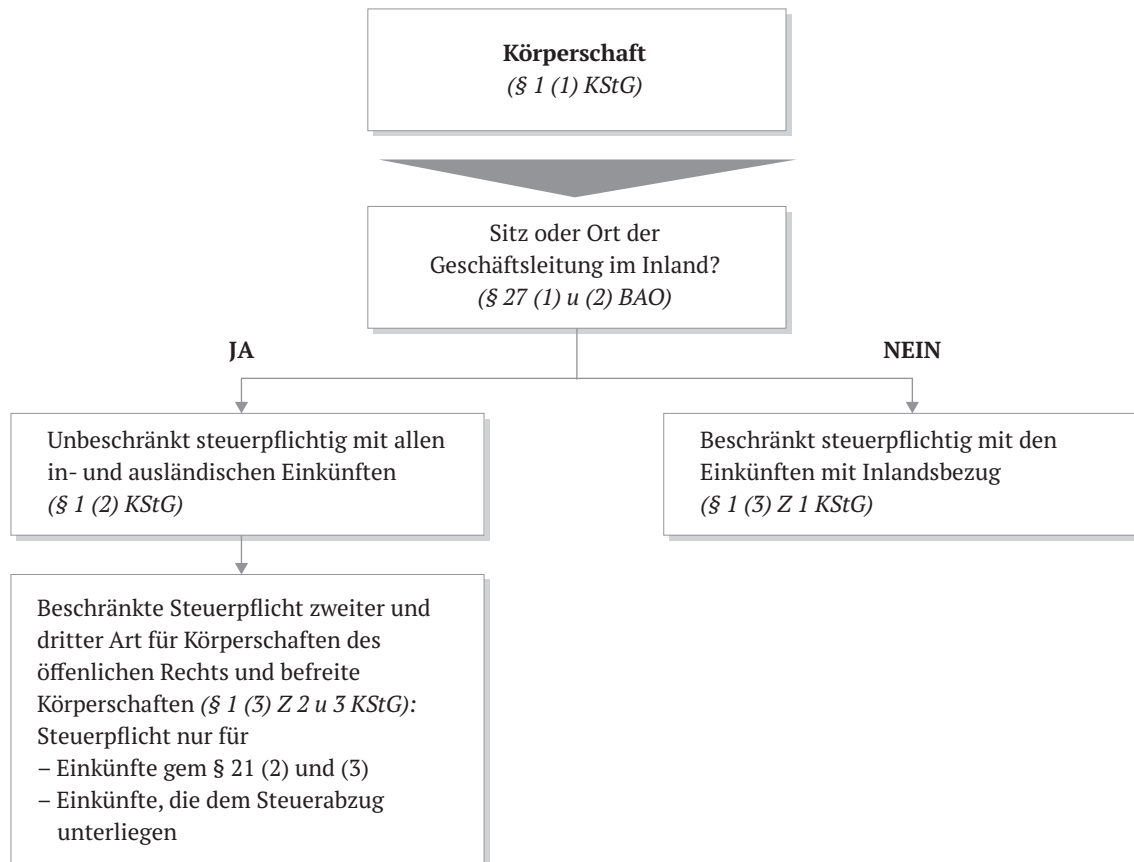 Körperschaft
(§ 1 (1) KStG)
Sitz oder Ort der
Geschäftsleitung im Inland?
(§ 27 (1) u (2) BAO)
JA
NEIN
Unbeschränkt steuerpflichtig mit allen
in- und ausländischen Einkünften
(§ 1 (2) KStG)
Beschränkt steuerpflichtig mit den
Einkünften mit Inlandsbezug
(§ 1 (3) Z 1 KStG)
Beschränkte Steuerpflicht zweiter und
dritter Art für Körperschaften des
öffenlichen Rechts und befreite
Körperschaften (§ 1 (3) Z 2 u 3 KStG):
Steuerpflicht nur für
– Einkünfte gem § 21 (2) und (3)
– Einkünfte, die dem Steuerabzug
unterliegen